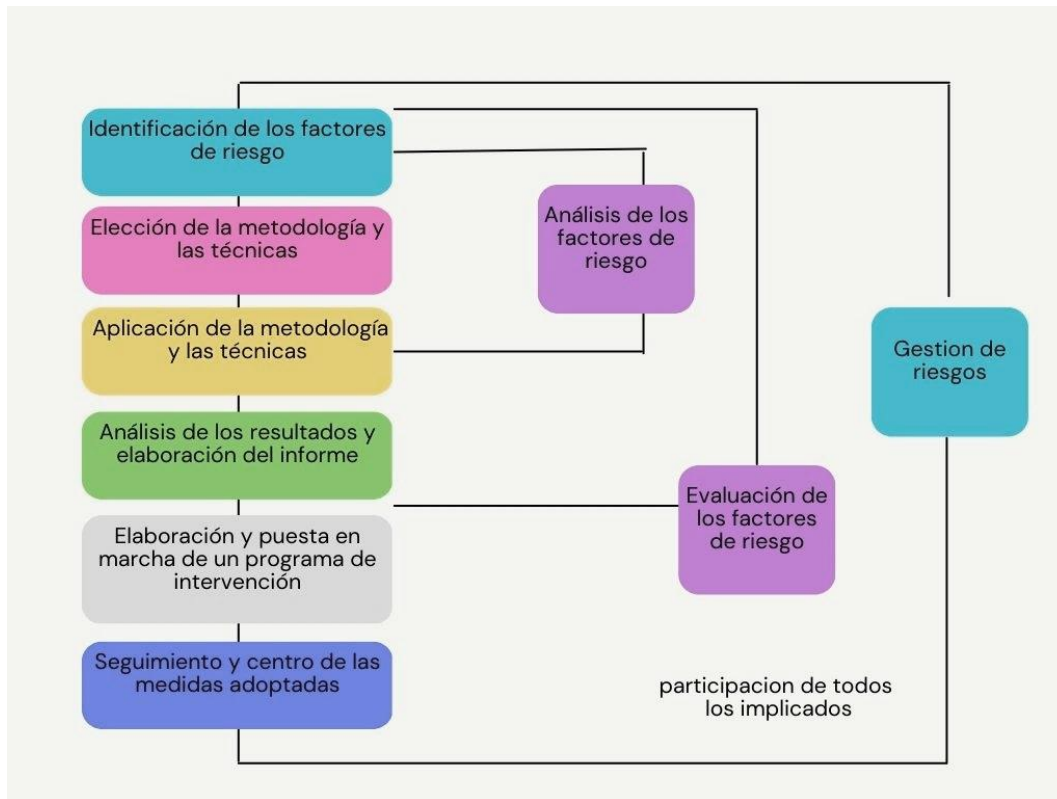 Identificación de los factores
de riesgo
Elección de la metodología y
las técnicas
Aplicación de la metodología
y las técnicas
Análisis de los resultados y
elaboración del informe
Elaboración y puesta en
marcha de un programa de
intervención
Seguimiento y centro de las
medidas adoptadas
Análisis de los
factores de
riesgo
Evaluación de
los factores
de riesgo
Gestion de
riesgos
participacion de todos
los implicados